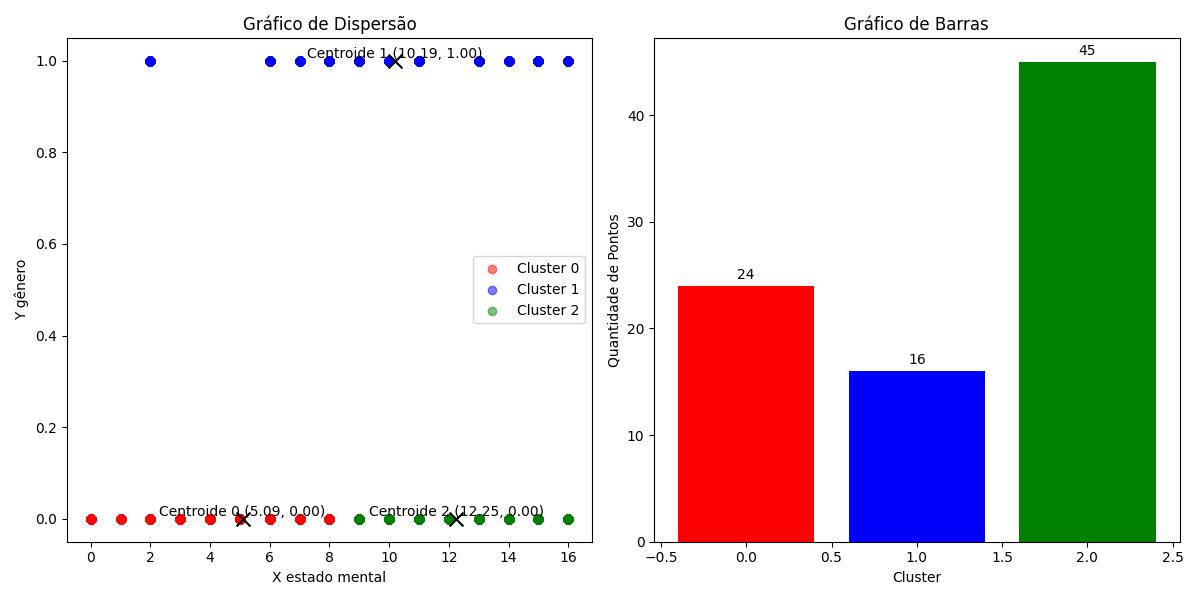 Gráfico de Dispersão
Centroide 1 (10.19, 1.00)
Centroide 0 (5.09, 0.00)
Centroide 2 (12.25, 0.00)
Cluster 0
Cluster 1
Cluster 2
1.0
0.8
0.6
0.4
0.2
0.0
Y gênero
0 2 4 6 8 10 12 14 16
X estado mental
Gráfico de Barras
24
16
45
40
30
20
10
0
Quantidade de Pontos
−0.5 0.0 0.5 1.0 1.5 2.0 2.5
Cluster